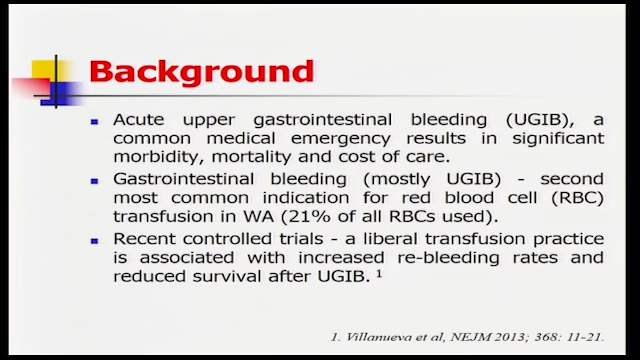 Background
Acute upper gastrointestinal bleeding (UGIB), a
common medical emergency results in significant
morbidity, mortality and cost of care.
Gastrointestinal bleeding (mostly UGIB) - second
most common indication for red blood cell (RBC)
transfusion in WA (21% of all RBCs used).
Recent controlled trials - a liberal transfusion practice
is associated with increased re-bleeding rates and
reduced survival after UGIB. 1
1. Villanueva et al, NEJM 2013; 368: 11-21.